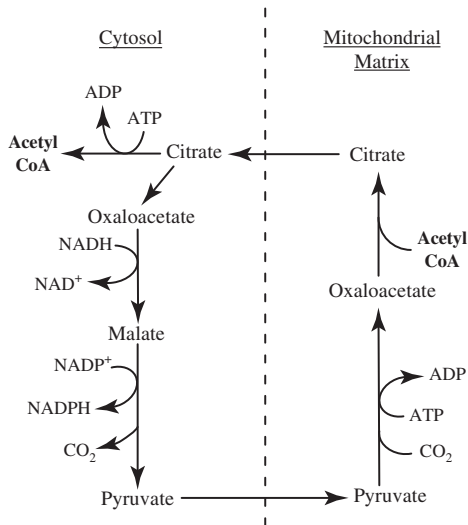 Cytosol
Mitochondrial
Matrix
ADP
ATP
Acetyl
CoA
Citrate
Citrate
Oxaloacetate
NADH
NAD⁺
Acetyl
CoA
Oxaloacetate
Malate
NADP⁺
NADPH
CO₂
ADP
ATP
CO₂
Pyruvate
Pyruvate